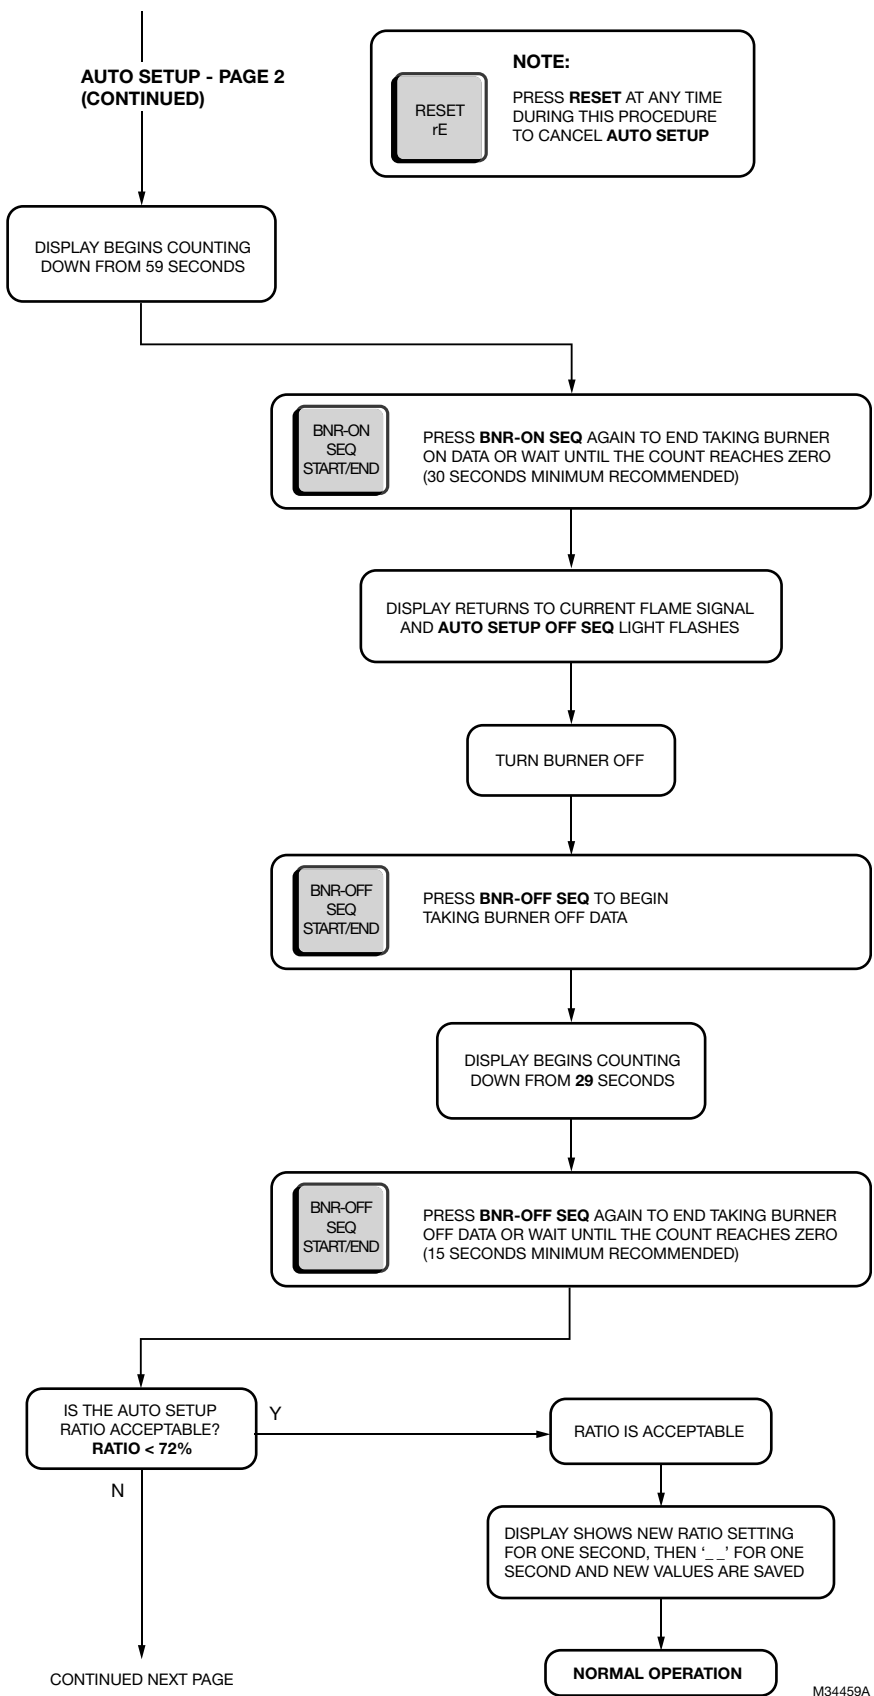 AUTO SETUP - PAGE 2
(CONTINUED)
NOTE:
RESET
rE
PRESS RESET AT ANY TIME
DURING THIS PROCEDURE
TO CANCEL AUTO SETUP
DISPLAY BEGINS COUNTING
DOWN FROM 59 SECONDS
BNR-ON
SEQ
START/END
PRESS BNR-ON SEQ AGAIN TO END TAKING BURNER
ON DATA OR WAIT UNTIL THE COUNT REACHES ZERO
(30 SECONDS MINIMUM RECOMMENDED)
DISPLAY RETURNS TO CURRENT FLAME SIGNAL
AND AUTO SETUP OFF SEQ LIGHT FLASHES
TURN BURNER OFF
BNR-OFF
SEQ
START/END
PRESS BNR-OFF SEQ TO BEGIN
TAKING BURNER OFF DATA
DISPLAY BEGINS COUNTING
DOWN FROM 29 SECONDS
BNR-OFF
SEQ
START/END
PRESS BNR-OFF SEQ AGAIN TO END TAKING BURNER
OFF DATA OR WAIT UNTIL THE COUNT REACHES ZERO
(15 SECONDS MINIMUM RECOMMENDED)
IS THE AUTO SETUP
RATIO ACCEPTABLE?
RATIO < 72%
Y
RATIO IS ACCEPTABLE
N
DISPLAY SHOWS NEW RATIO SETTING
FOR ONE SECOND, THEN ‘_ _’ FOR ONE
SECOND AND NEW VALUES ARE SAVED
CONTINUED NEXT PAGE
NORMAL OPERATION
M34459A